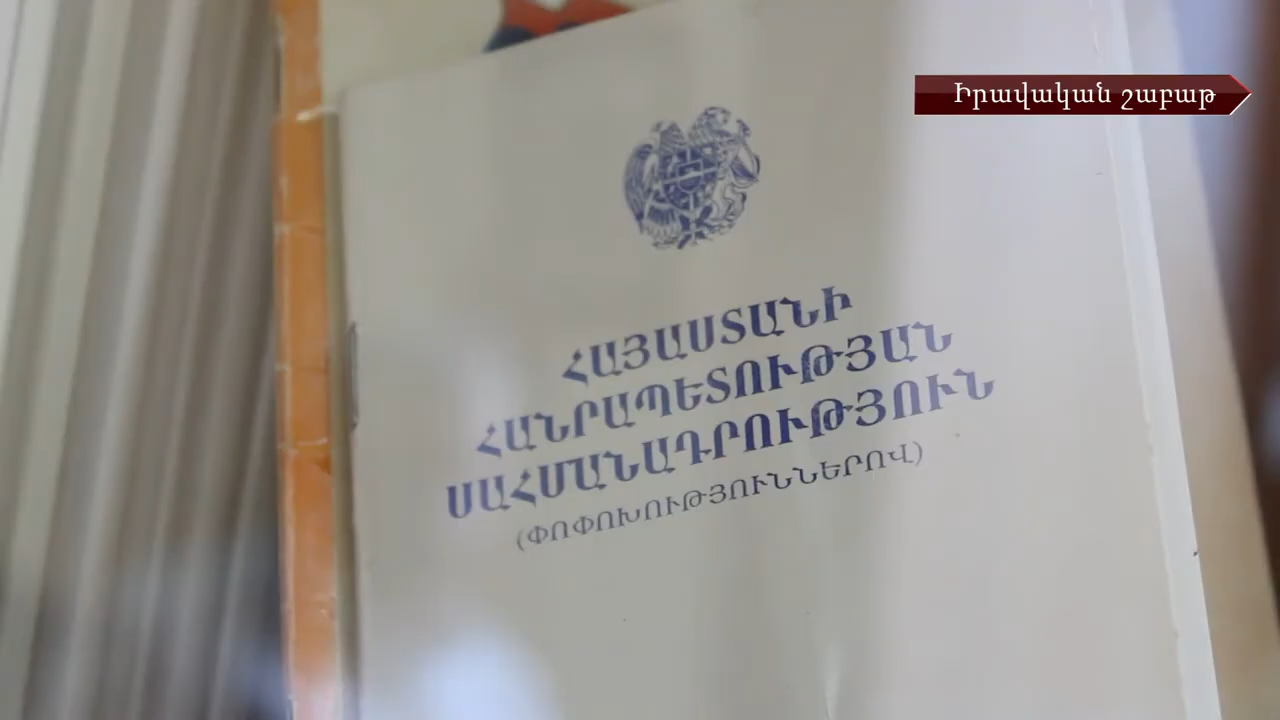 Իրավական շաբաթ
ՀԱՅԱՍՏԱՆԻ
ՀԱՆՐԱՊԵՏՈՒԹՅԱՆ
ՍԱՀՄԱՆԱԴՐՈՒԹՅՈՒՆ
(ՓՈՓՈԽՈՒԹՅՈՒՆՆԵՐՈՎ)